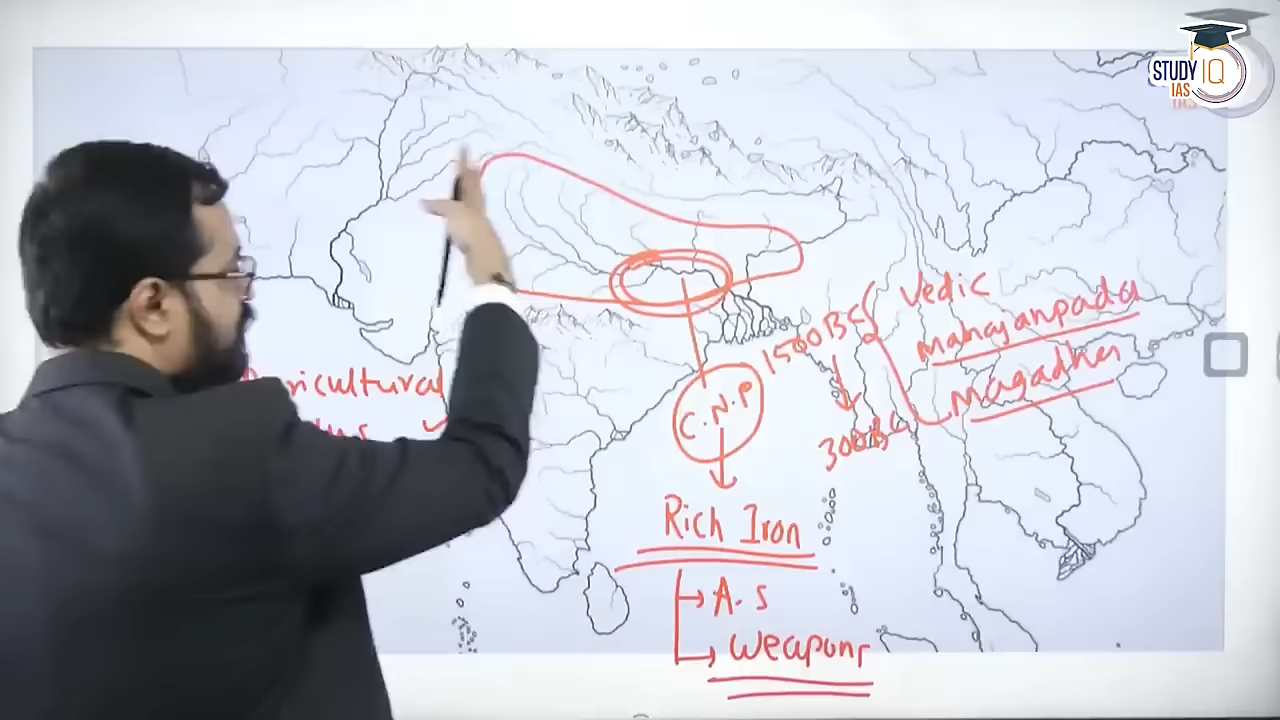 STUDY IQ
IAS
Vedic
Mahajanpada
Magadha
1500BC
300BC
C.N.P
Rich Iron
A.S
Weapons